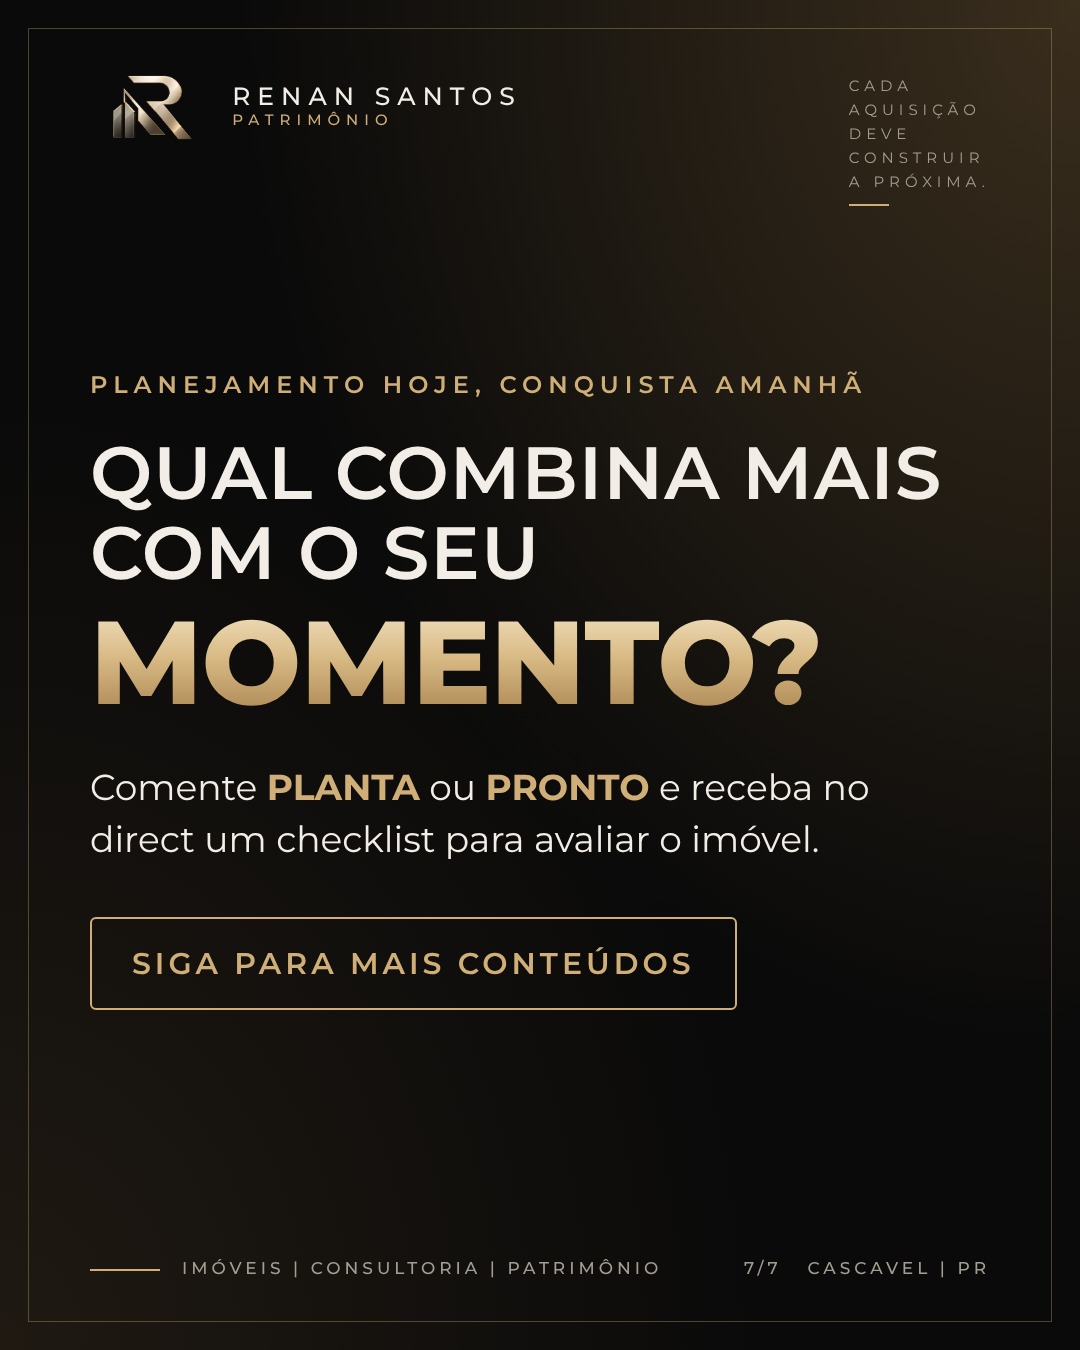 RENAN SANTOS
PATRIMÔNIO
CADA
AQUISIÇÃO
DEVE
CONSTRUIR
A PRÓXIMA.
PLANEJAMENTO HOJE, CONQUISTA AMANHÃ
QUAL COMBINA MAIS
COM O SEU
MOMENTO?
Comente PLANTA ou PRONTO e receba no
direct um checklist para avaliar o imóvel.
SIGA PARA MAIS CONTEÚDOS
IMÓVEIS | CONSULTORIA | PATRIMÔNIO 7/7 CASCAVEL | PR